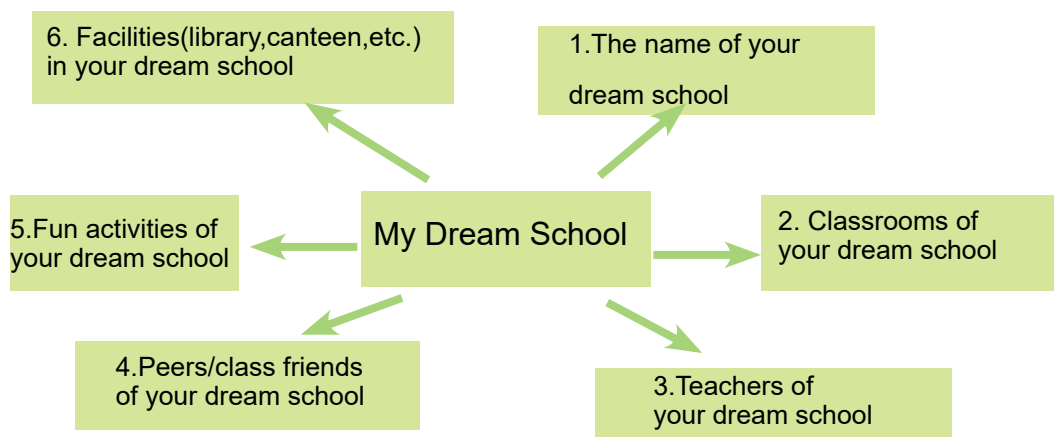 6. Facilities(library,canteen,etc.)
in your dream school
1.The name of your
dream school
My Dream School
5.Fun activities of
your dream school
2. Classrooms of
your dream school
4.Peers/class friends
of your dream school
3.Teachers of
your dream school